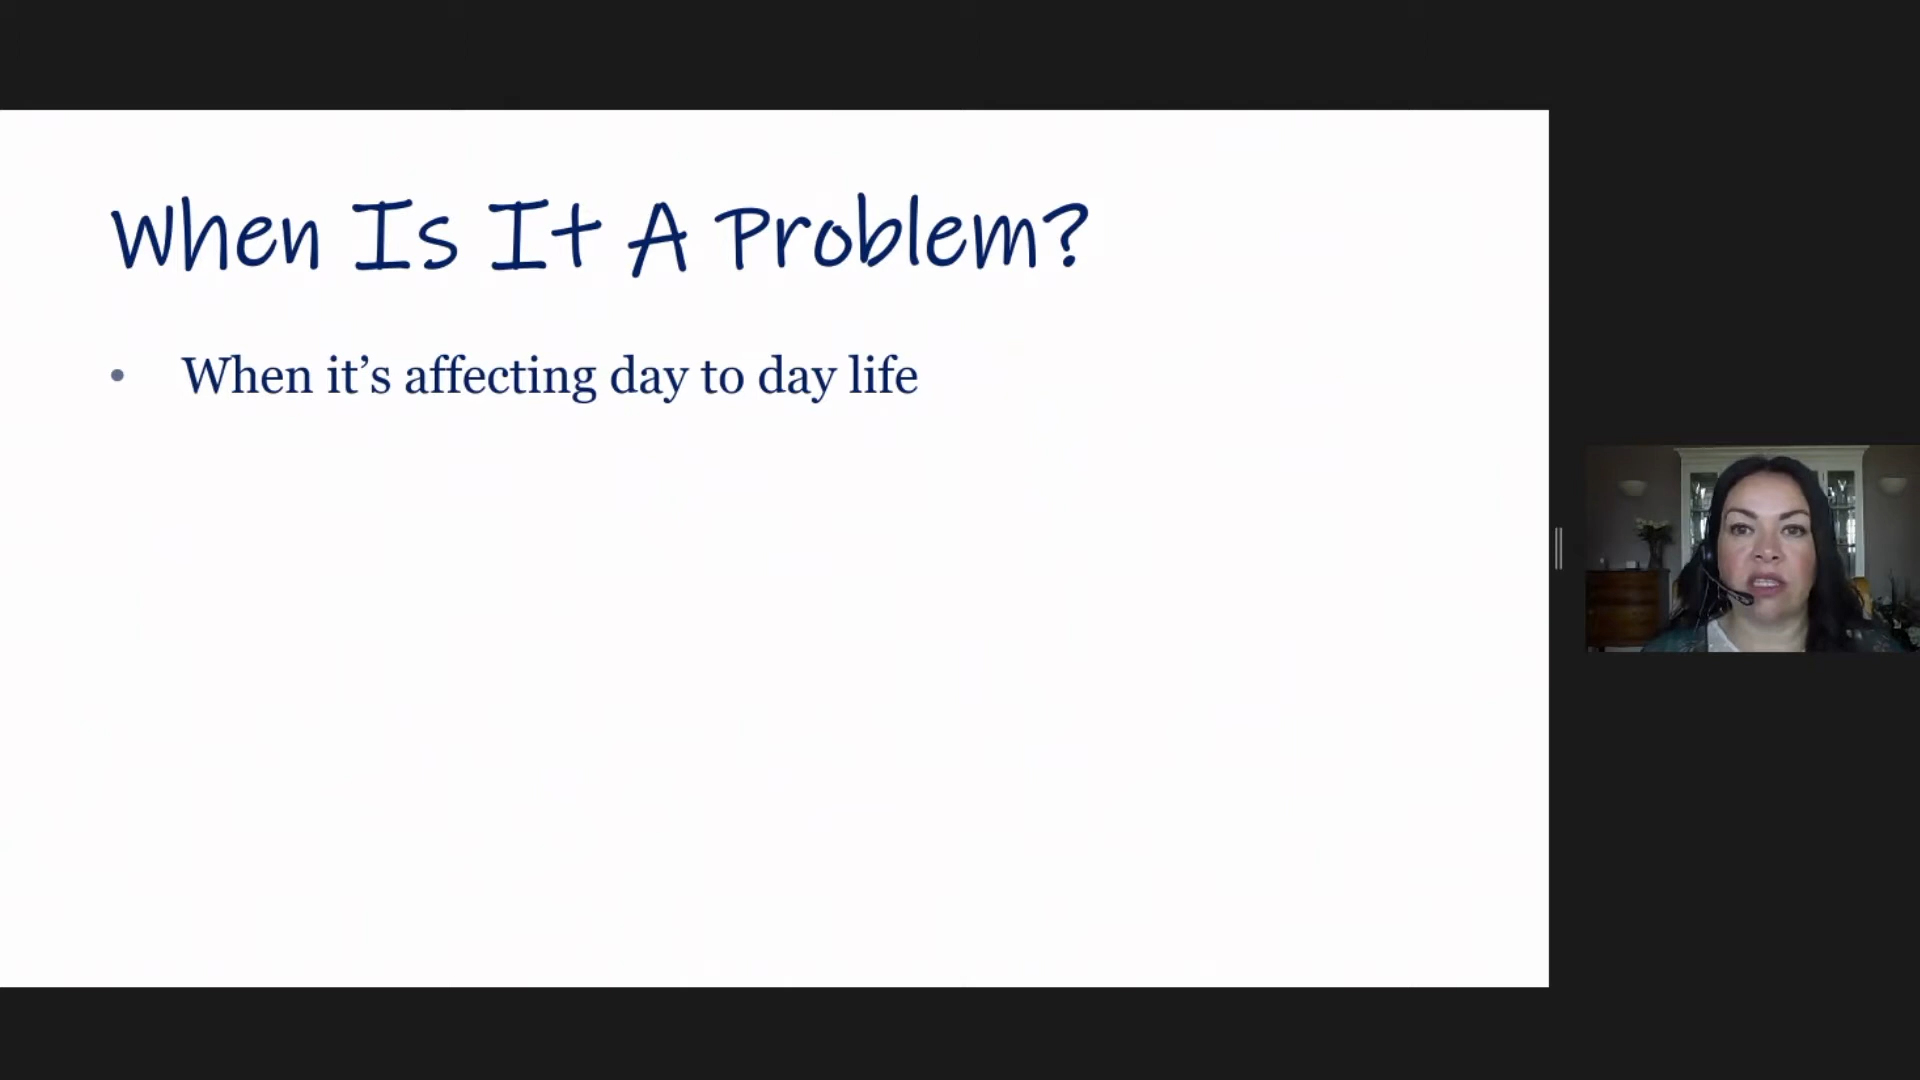 When Is It A Problem?
• When it’s affecting day to day life